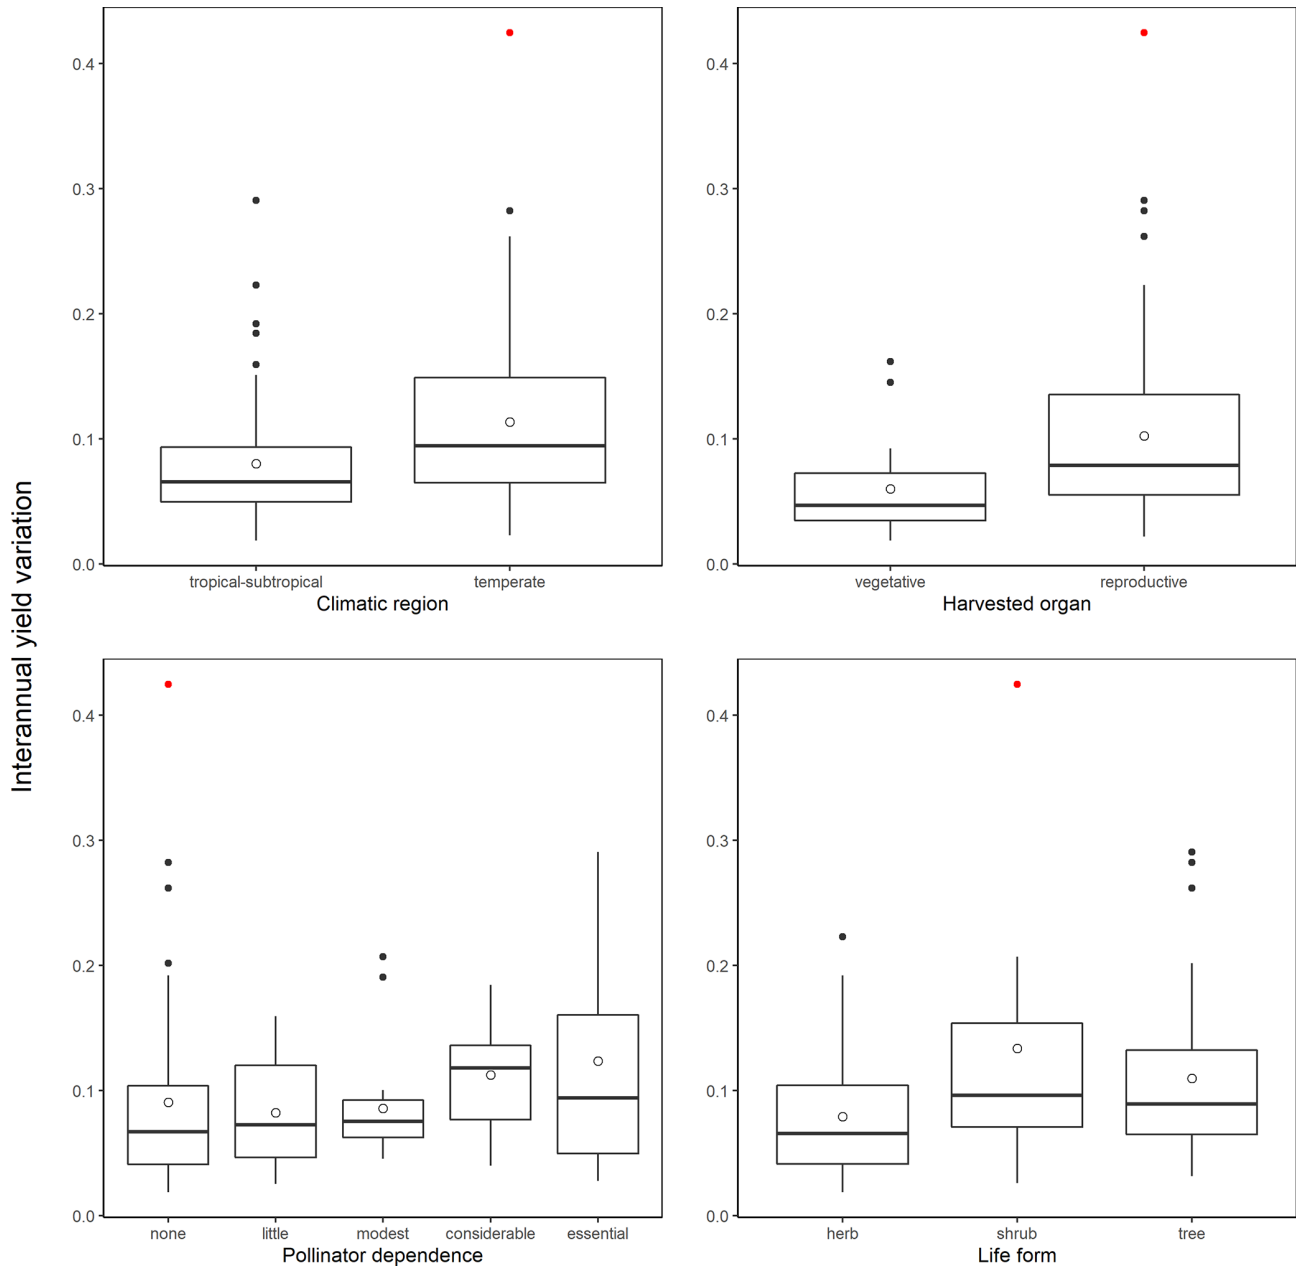 Interannual yield variation
0.4
0.3
0.2
0.1
0.0
tropical-subtropical temperate
Climatic region
0.4
0.3
0.2
0.1
0.0
vegetative reproductive
Harvested organ
0.4
0.3
0.2
0.1
0.0
none little modest considerable essential
Pollinator dependence
0.4
0.3
0.2
0.1
0.0
herb shrub tree
Life form